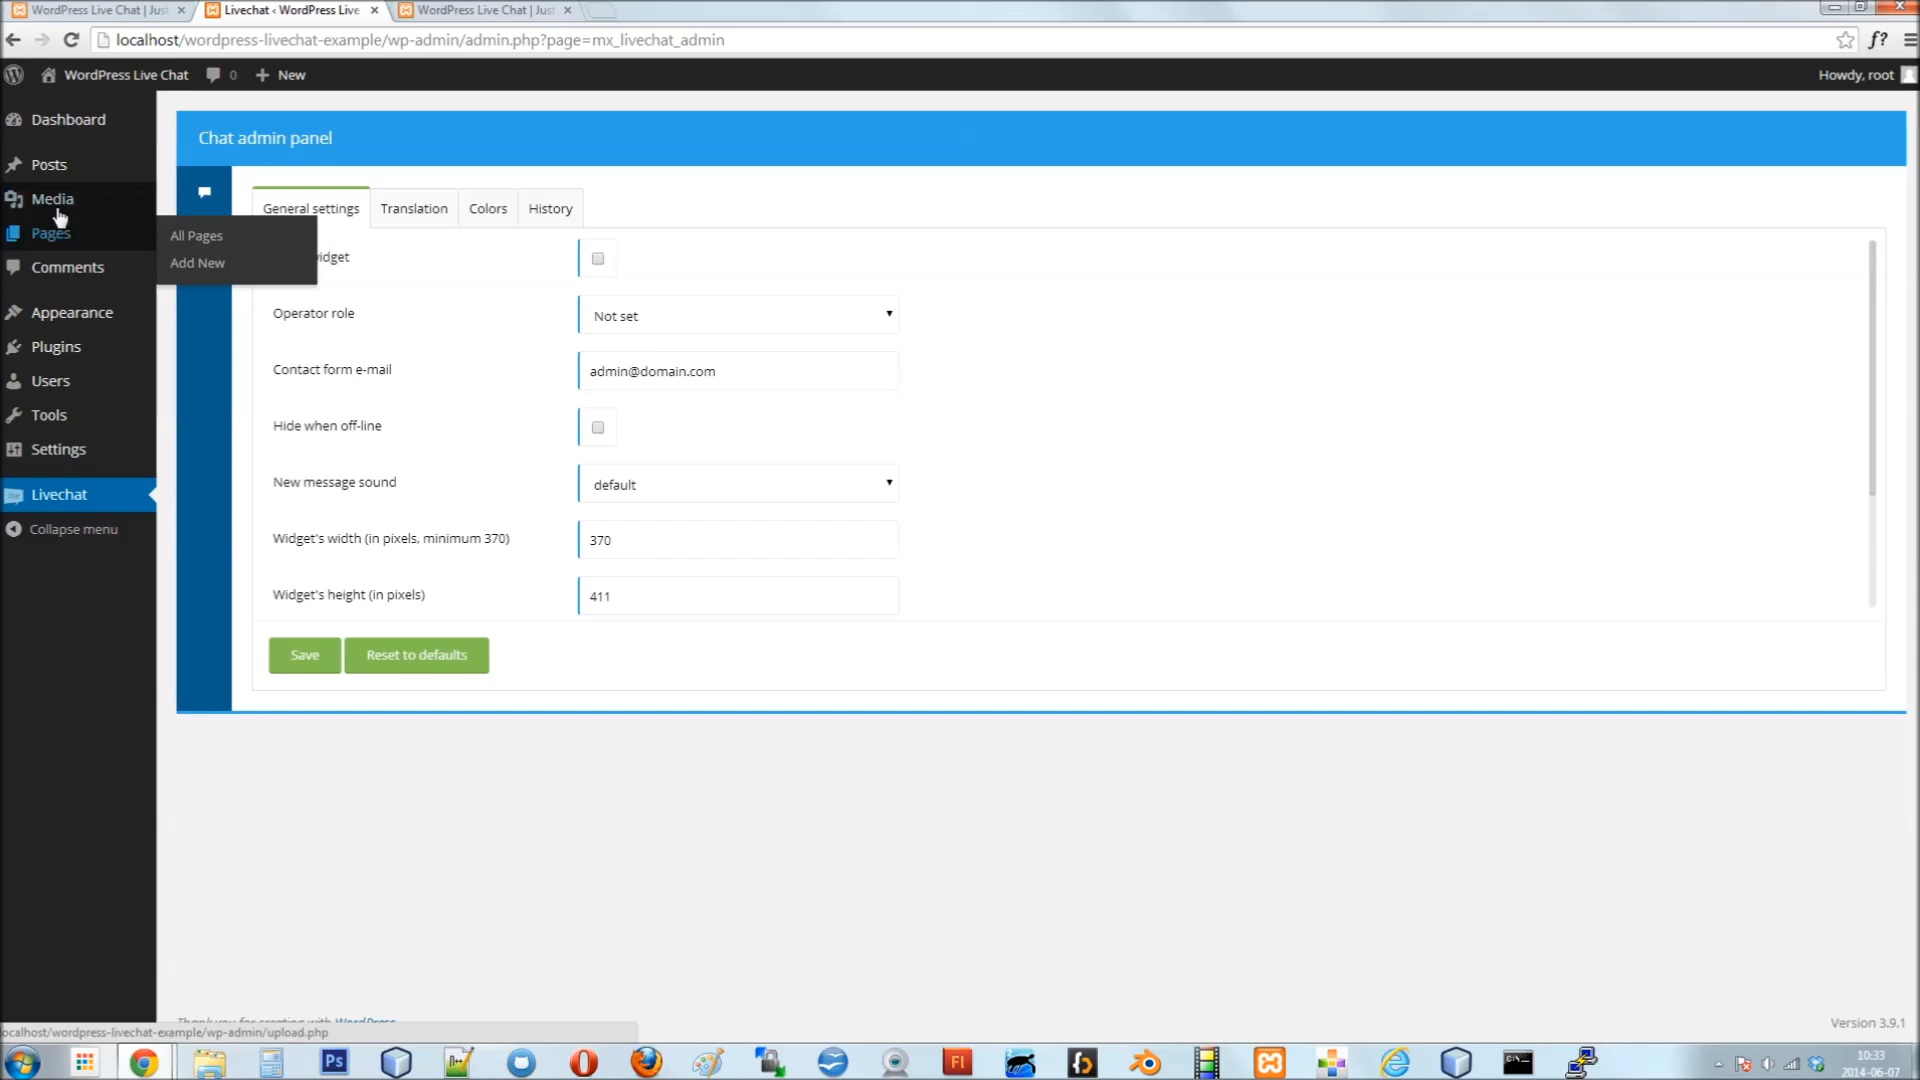 WordPress Live Chat | Jus
Livechat ‹ WordPress Live
WordPress Live Chat | Jus
localhost/wordpress-livechat-example/wp-admin/admin.php?page=mx_livechat_admin
f?
WordPress Live Chat
0
New
Howdy, root
Dashboard
Posts
Media
Pages
Comments
Appearance
Plugins
Users
Tools
Settings
Livechat
Collapse menu
All Pages
Add New
Chat admin panel
General settings
Translation
Colors
History
Operator role
Not set
Contact form e-mail
admin@domain.com
Hide when off-line
New message sound
default
Widget's width (in pixels, minimum 370)
370
Widget's height (in pixels)
411
Save
Reset to defaults
Thank you for creating with WordPress
Version 3.9.1
localhost/wordpress-livechat-example/wp-admin/upload.php
Ps
Fl
10:33
2014-06-07